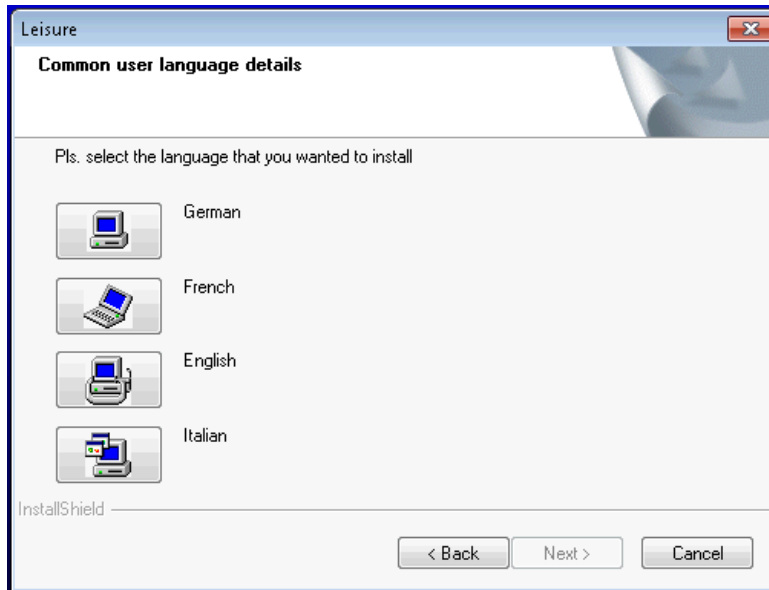 Leisure
Common user language details
Pls. select the language that you wanted to install
German
French
English
Italian
InstallShield
< Back
Next >
Cancel